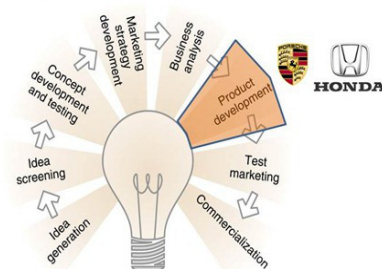 Idea
generation
Idea
screening
Concept
development
and testing
Marketing
strategy
development
Business
analysis
Product
development
Test
marketing
Commercialization
PORSCHE
HONDA